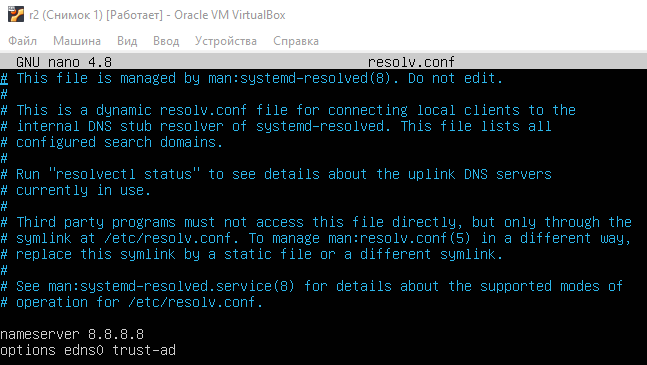 r2 (Снимок 1) [Работает] - Oracle VM VirtualBox
Файл Машина Вид Ввод Устройства Справка
GNU nano 4.8 resolv.conf
# This file is managed by man:systemd-resolved(8). Do not edit.
#
# This is a dynamic resolv.conf file for connecting local clients to the
# internal DNS stub resolver of systemd-resolved. This file lists all
# configured search domains.
#
# Run "resolvectl status" to see details about the uplink DNS servers
# currently in use.
#
# Third party programs must not access this file directly, but only through the
# symlink at /etc/resolv.conf. To manage man:resolv.conf(5) in a different way,
# replace this symlink by a static file or a different symlink.
#
# See man:systemd-resolved.service(8) for details about the supported modes of
# operation for /etc/resolv.conf.
nameserver 8.8.8.8
options edns0 trust-ad